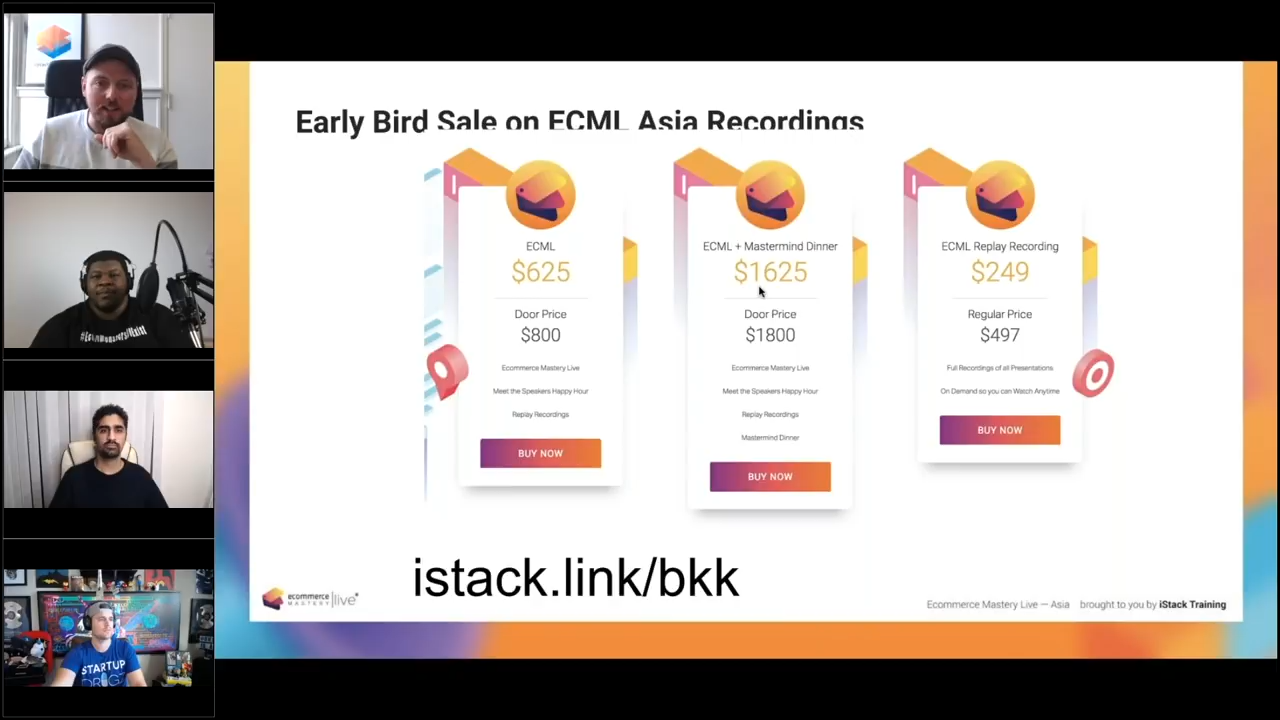 Early Bird Sale on ECML Asia Recordings
ECML
$625
Door Price
$800
Ecommerce Mastery Live
Meet the Speakers Happy Hour
Replay Recordings
BUY NOW
ECML + Mastermind Dinner
$1625
Door Price
$1800
Ecommerce Mastery Live
Meet the Speakers Happy Hour
Replay Recordings
Mastermind Dinner
BUY NOW
ECML Replay Recording
$249
Regular Price
$497
Full Recordings of all Presentations
On Demand so you can Watch Anytime
BUY NOW
istack.link/bkk
ecommerce
MASTERY
live
Ecommerce Mastery Live — Asia brought to you by iStack Training
STARTUP